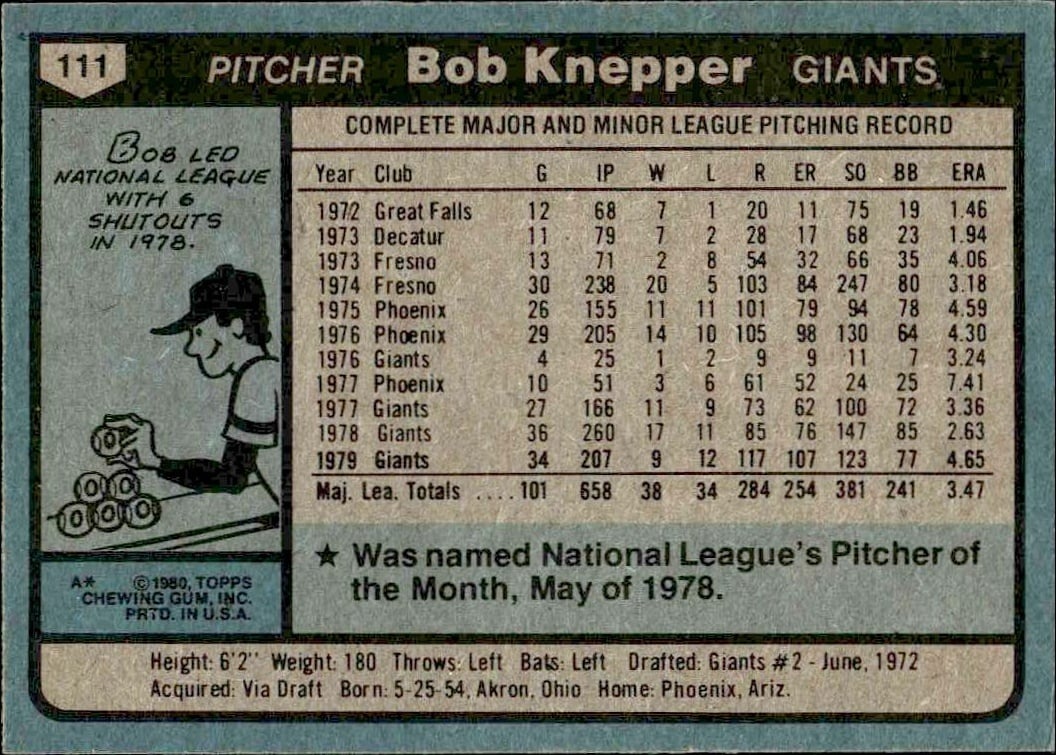 111 PITCHER Bob Knepper GIANTS
BOB LED
NATIONAL LEAGUE
WITH 6
SHUTOUTS
IN 1978.
COMPLETE MAJOR AND MINOR LEAGUE PITCHING RECORD
Year Club G IP W L R ER SO BB ERA
1972 Great Falls 12 68 7 1 20 11 75 19 1.46
1973 Decatur 11 79 7 2 28 17 68 23 1.94
1973 Fresno 13 71 2 8 54 32 66 35 4.06
1974 Fresno 30 238 20 5 103 84 247 80 3.18
1975 Phoenix 26 155 11 11 101 79 94 78 4.59
1976 Phoenix 29 205 14 10 105 98 130 64 4.30
1976 Giants 4 25 1 2 9 9 11 7 3.24
1977 Phoenix 10 51 3 6 61 52 24 25 7.41
1977 Giants 27 166 11 9 73 62 100 72 3.36
1978 Giants 36 260 17 11 85 76 147 85 2.63
1979 Giants 34 207 9 12 117 107 123 77 4.65
Maj. Lea. Totals ....101 658 38 34 284 254 381 241 3.47
★ Was named National League's Pitcher of
the Month, May of 1978.
A* ©1980, TOPPS
CHEWING GUM, INC.
PRTD. IN U.S.A.
Height: 6'2" Weight: 180 Throws: Left Bats: Left Drafted: Giants #2 - June, 1972
Acquired: Via Draft Born: 5-25-54, Akron, Ohio Home: Phoenix, Ariz.